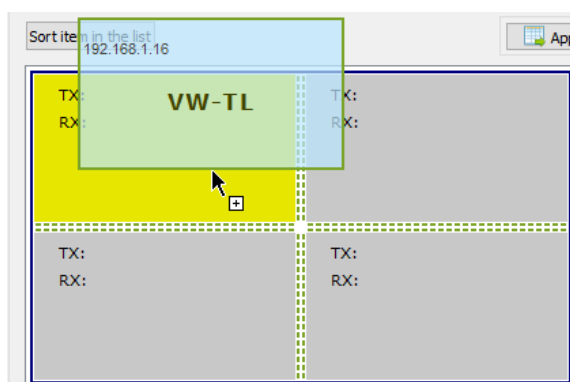 Sort item in the list
App
192.168.1.16
VW-TL
TX:
RX:
TX:
RX:
TX:
RX:
TX:
RX: